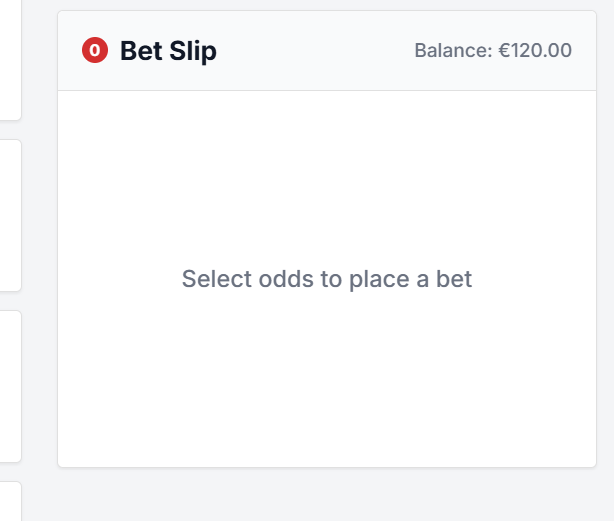 0 Bet Slip Balance: €120.00
Select odds to place a bet